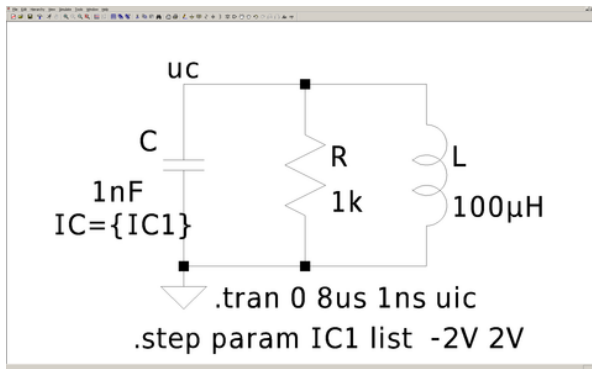 uc
C
R
L
1nF
1k
100µH
IC={IC1}
.tran 0 8us 1ns uic
.step param IC1 list -2V 2V